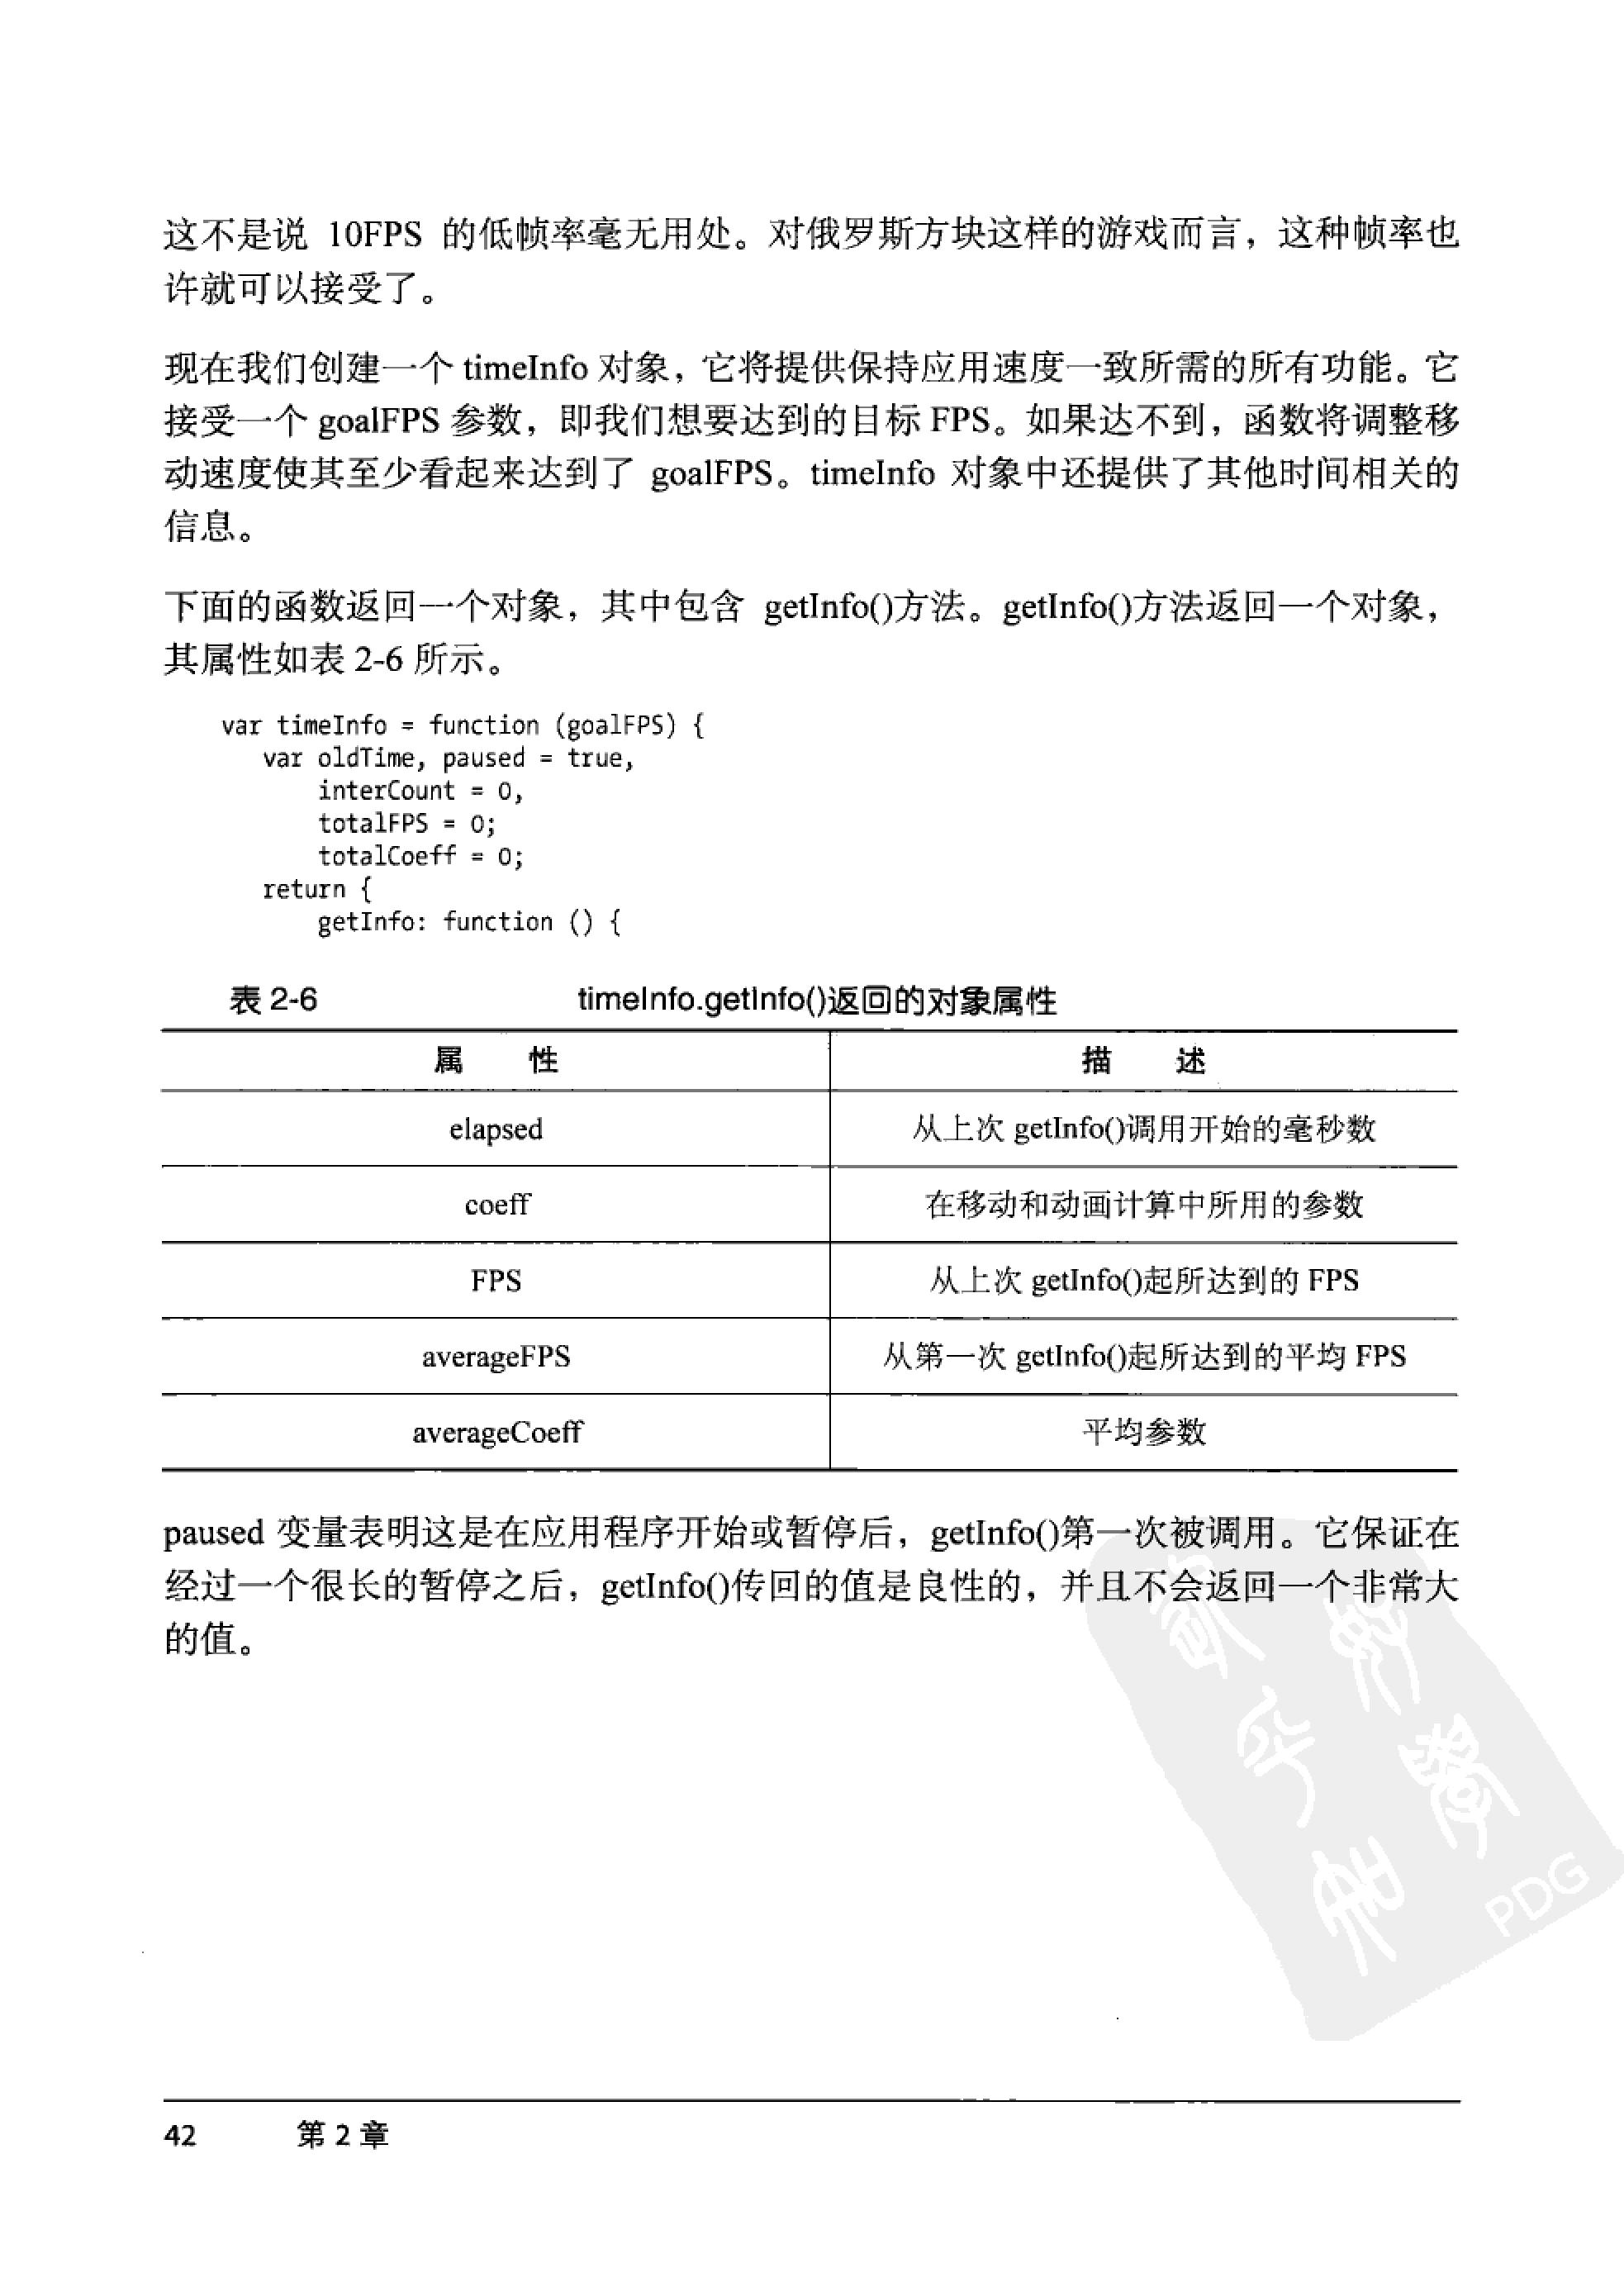 这不是说 10FPS 的低帧率毫无用处。对俄罗斯方块这样的游戏而言，这种帧率也
许就可以接受了。
现在我们创建一个 timeInfo 对象，它将提供保持应用速度一致所需的所有功能。它
接受一个 goalFPS 参数，即我们想要达到的目标 FPS。如果达不到，函数将调整移
动速度使其至少看起来达到了 goalFPS。timeInfo 对象中还提供了其他时间相关的
信息。
下面的函数返回一个对象，其中包含 getInfo()方法。getInfo()方法返回一个对象，
其属性如表 2-6 所示。
var timeInfo = function (goalFPS) {
var oldTime, paused = true,
interCount = 0,
totalFPS = 0;
totalCoeff = 0;
return {
getInfo: function () {
表 2-6 timeInfo.getInfo()返回的对象属性
属 性 描 述
elapsed 从上次 getInfo()调用开始的毫秒数
coeff 在移动和动画计算中所用的参数
FPS 从上次 getInfo()起所达到的 FPS
averageFPS 从第一次 getInfo()起所达到的平均 FPS
averageCoeff 平均参数
paused 变量表明这是在应用程序开始或暂停后，getInfo()第一次被调用。它保证在
经过一个很长的暂停之后，getInfo()传回的值是良性的，并且不会返回一个非常大
的值。
PDG
42 第 2 章